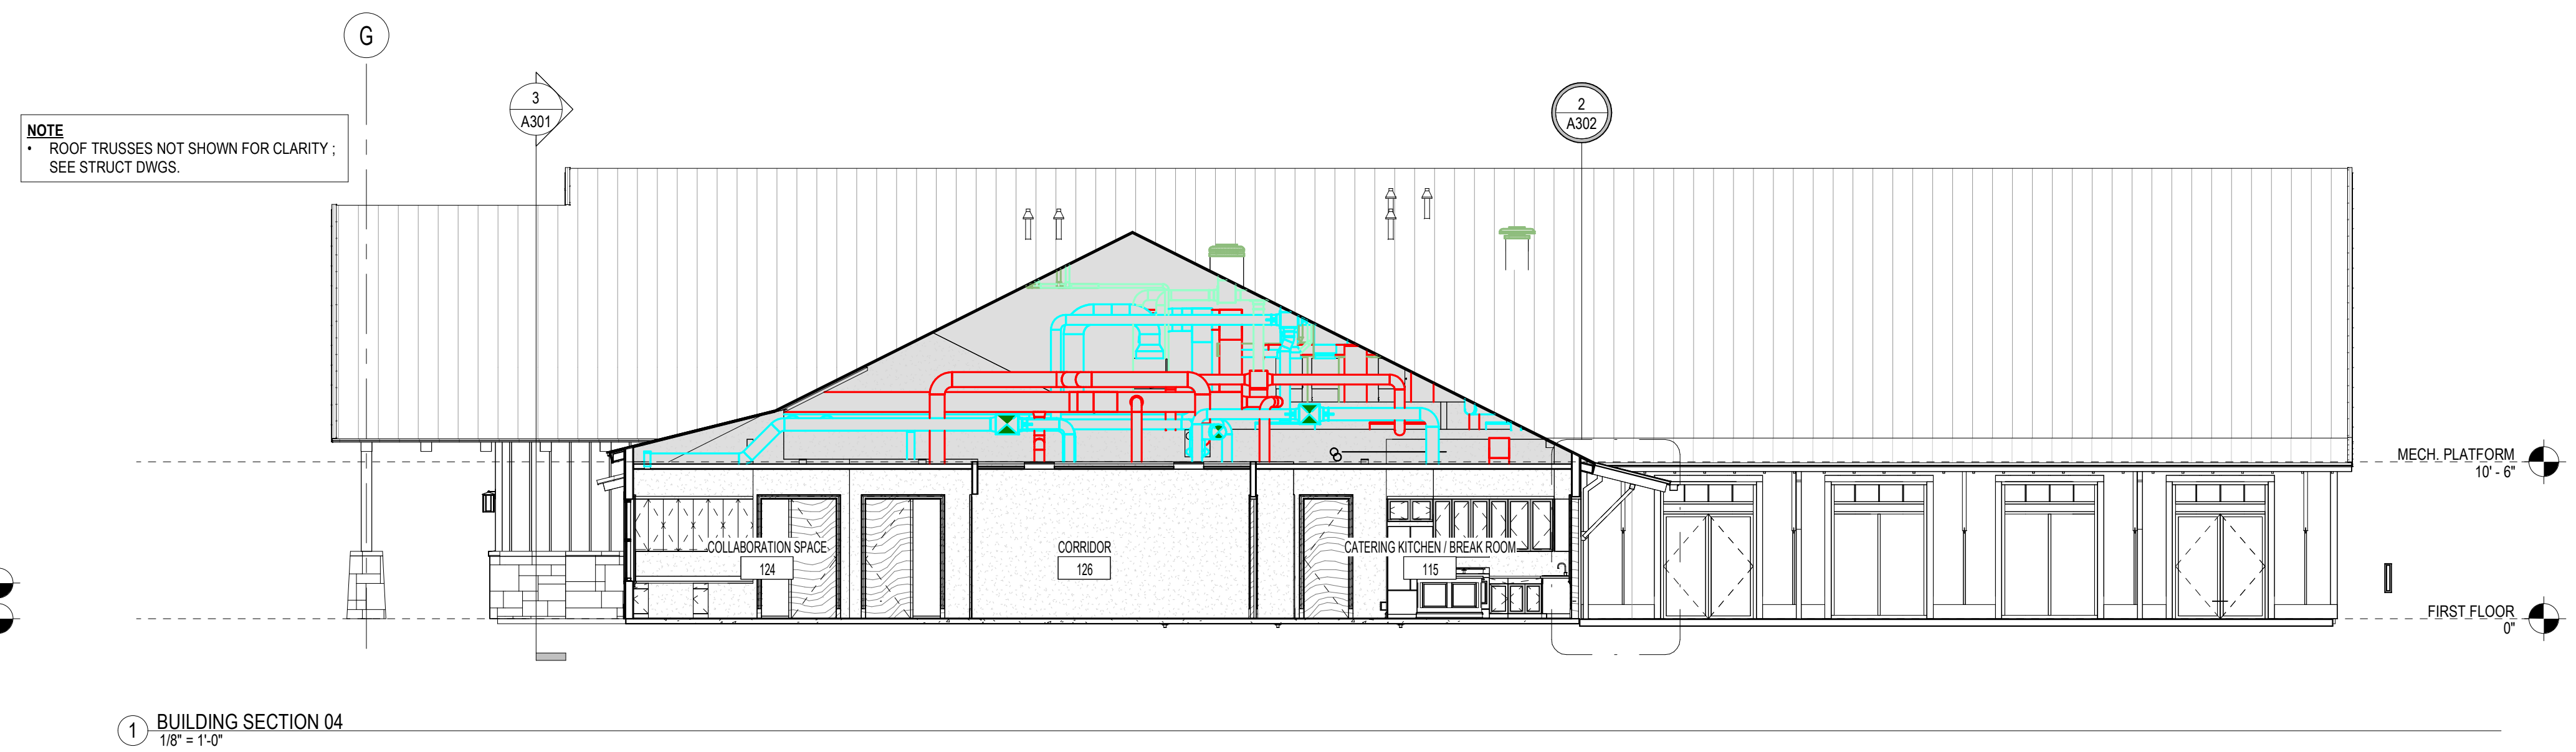 G
3
A301
2
A302
NOTE
• ROOF TRUSSES NOT SHOWN FOR CLARITY ;
SEE STRUCT DWGS.
MECH. PLATFORM
10' - 6"
COLLABORATION SPACE
124
CORRIDOR
126
CATERING KITCHEN / BREAK ROOM
115
FIRST FLOOR
0"
1
BUILDING SECTION 04
1/8" = 1'-0"